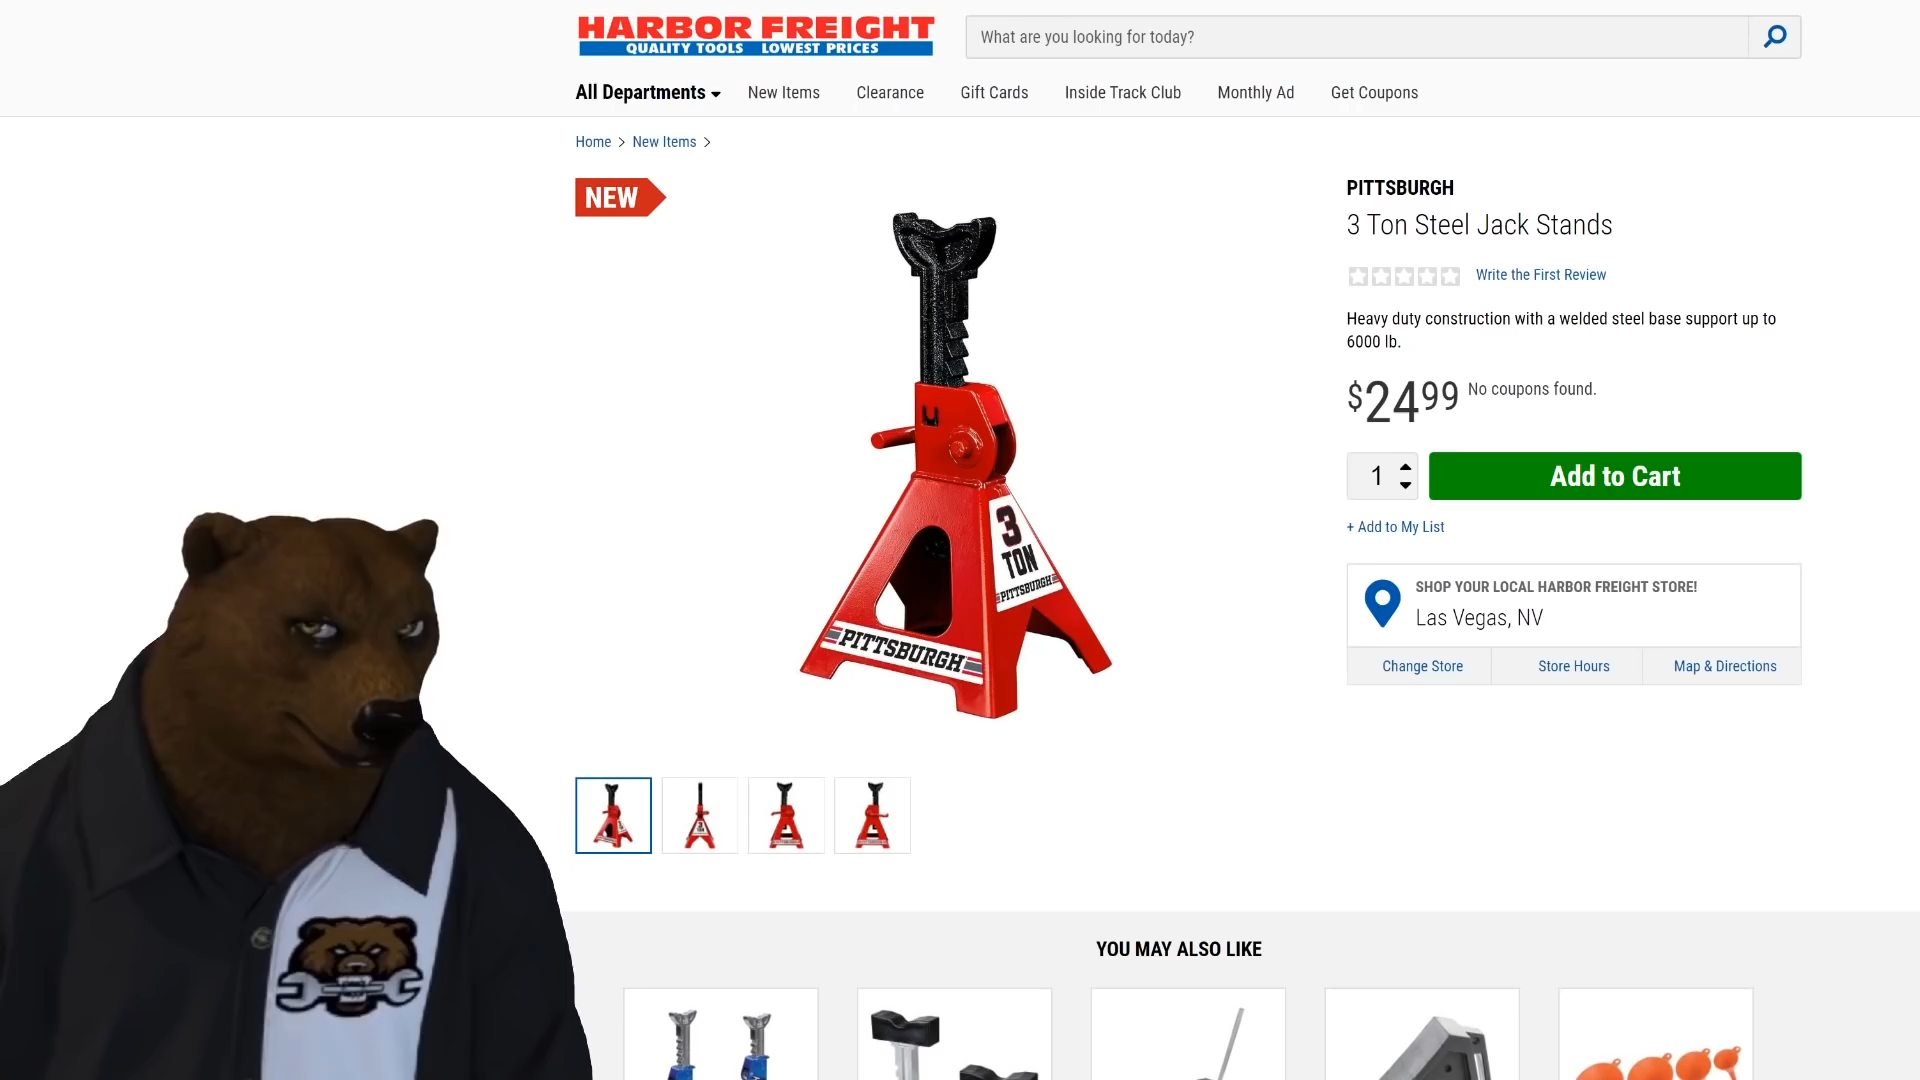 HARBOR FREIGHT
QUALITY TOOLS LOWEST PRICES
What are you looking for today?
All Departments
New Items
Clearance
Gift Cards
Inside Track Club
Monthly Ad
Get Coupons
Home > New Items >
NEW
PITTSBURGH
3 Ton Steel Jack Stands
Write the First Review
Heavy duty construction with a welded steel base support up to
6000 lb.
$24 99 No coupons found.
1
Add to Cart
+ Add to My List
SHOP YOUR LOCAL HARBOR FREIGHT STORE!
Las Vegas, NV
Change Store
Store Hours
Map & Directions
3
TON
PITTSBURGH
PITTSBURGH
YOU MAY ALSO LIKE